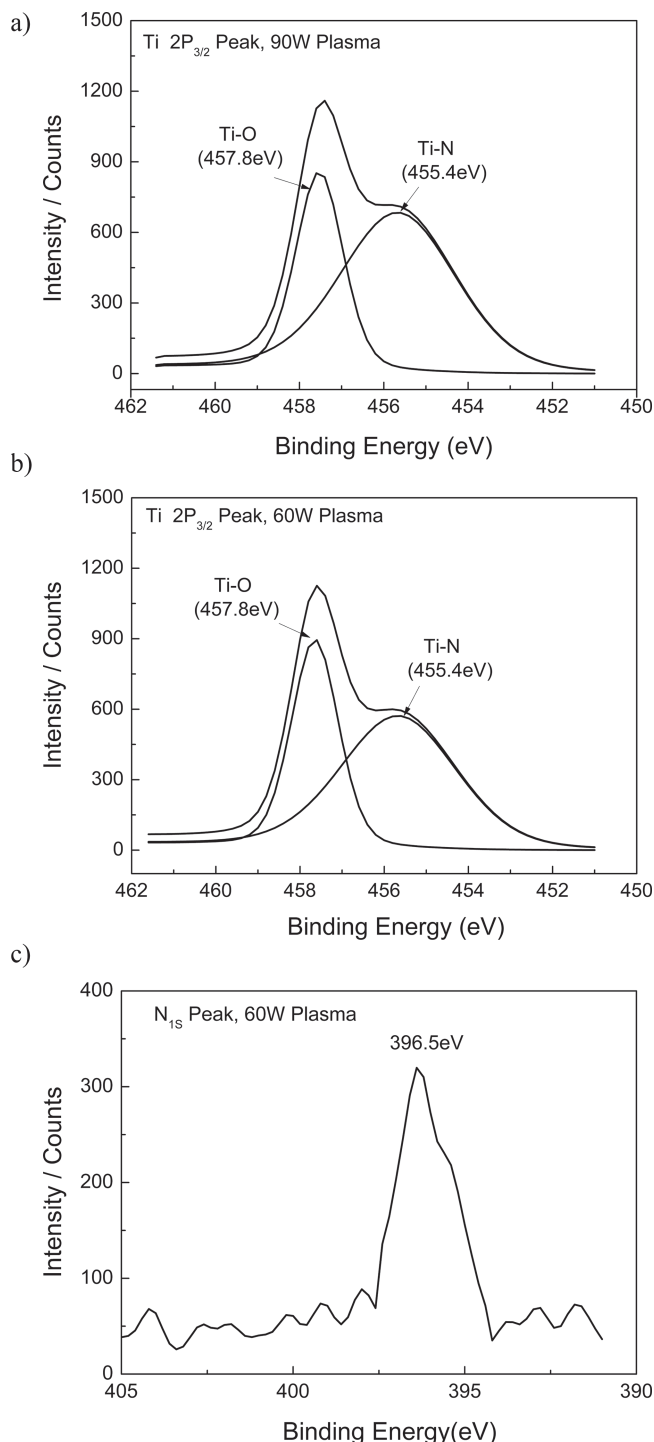 a)
1500
Ti 2P3/2 Peak, 90W Plasma
1200
Ti-O
(457.8eV)
Ti-N
(455.4eV)
900
600
300
0
Intensity / Counts
462 460 458 456 454 452 450
Binding Energy (eV)
b)
1500
Ti 2P3/2 Peak, 60W Plasma
1200
Ti-O
(457.8eV)
900
Ti-N
(455.4eV)
600
300
0
Intensity / Counts
462 460 458 456 454 452 450
Binding Energy (eV)
c)
400
N1S Peak, 60W Plasma
396.5eV
300
200
100
0
Intensity / Counts
405 400 395 390
Binding Energy(eV)